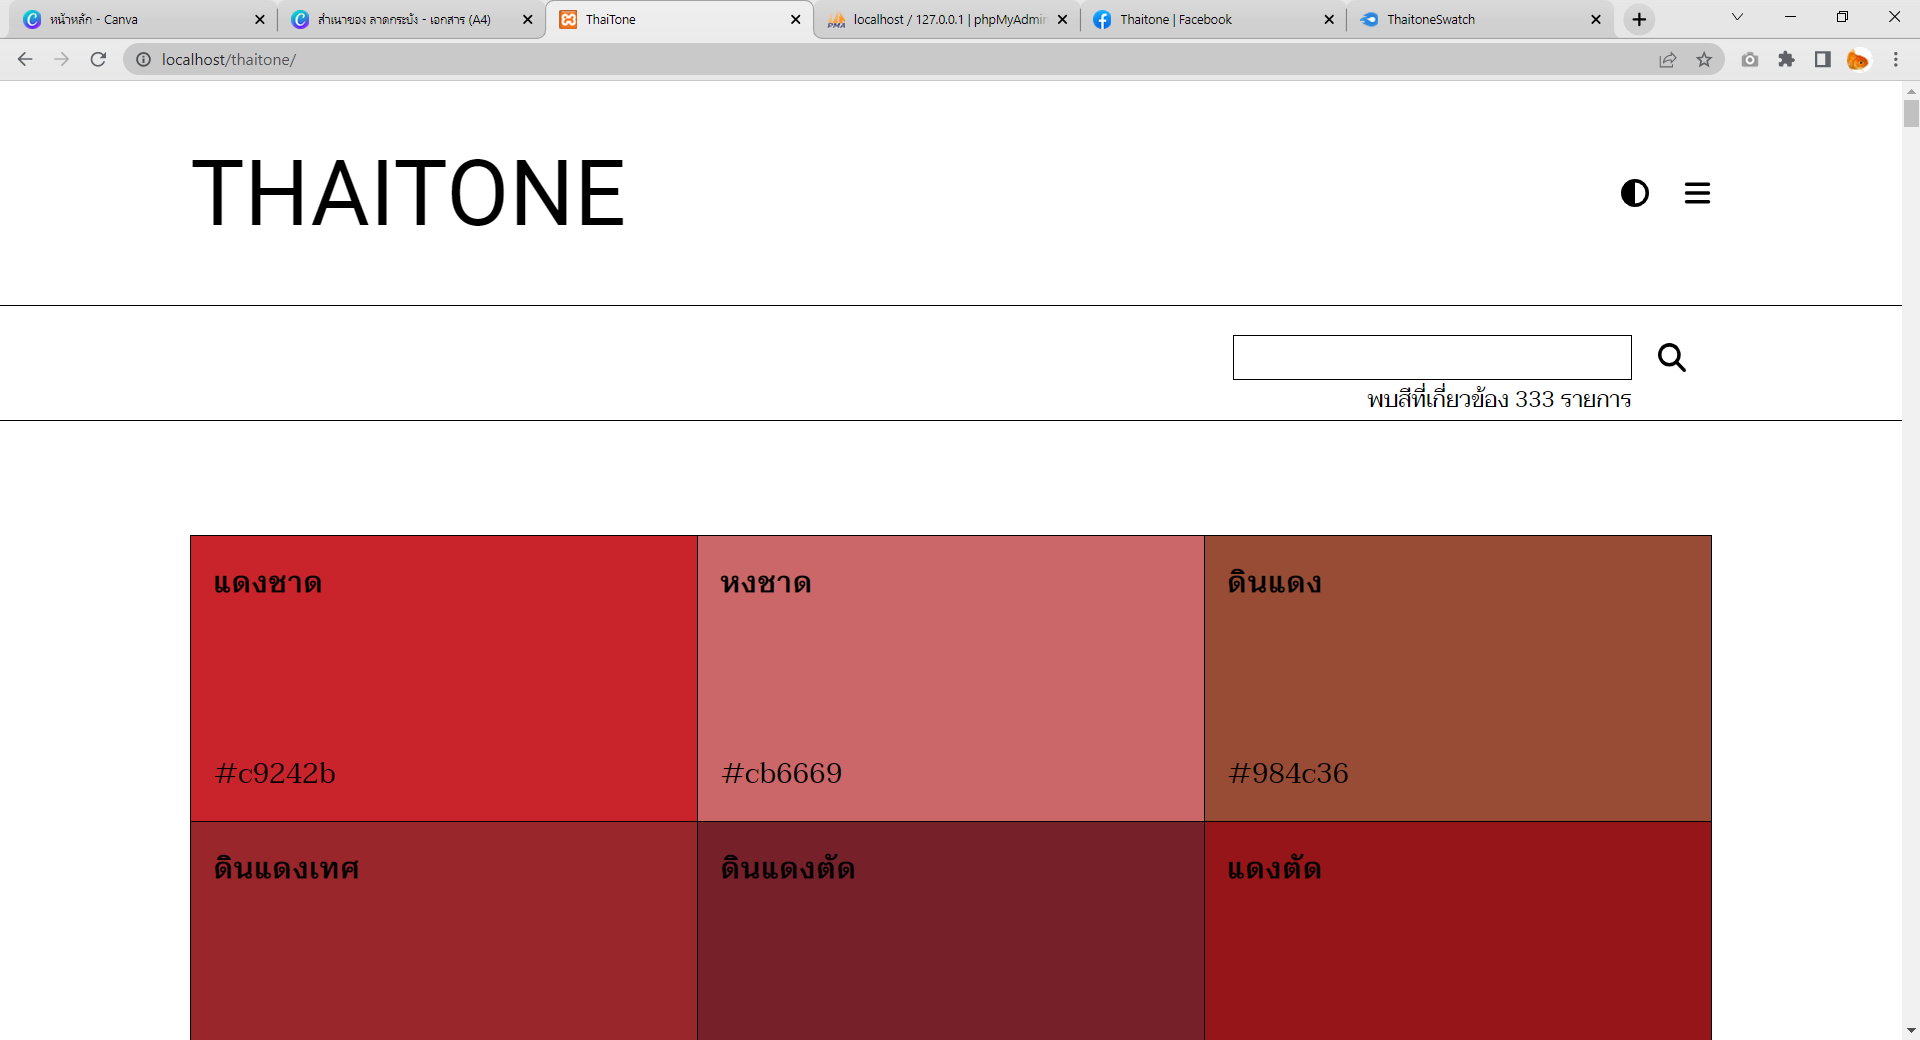 หน้าหลัก - Canva
สำเนาของ ลาดกระบัง - เอกสาร (A4)
ThaiTone
localhost / 127.0.0.1 | phpMyAdmin
Thaitone | Facebook
ThaitoneSwatch
localhost/thaitone/
THAITONE
พบสีที่เกี่ยวข้อง 333 รายการ
แดงชาด
หงชาด
ดินแดง
#c9242b
#cb6669
#984c36
ดินแดงเทศ
ดินแดงตัด
แดงตัด